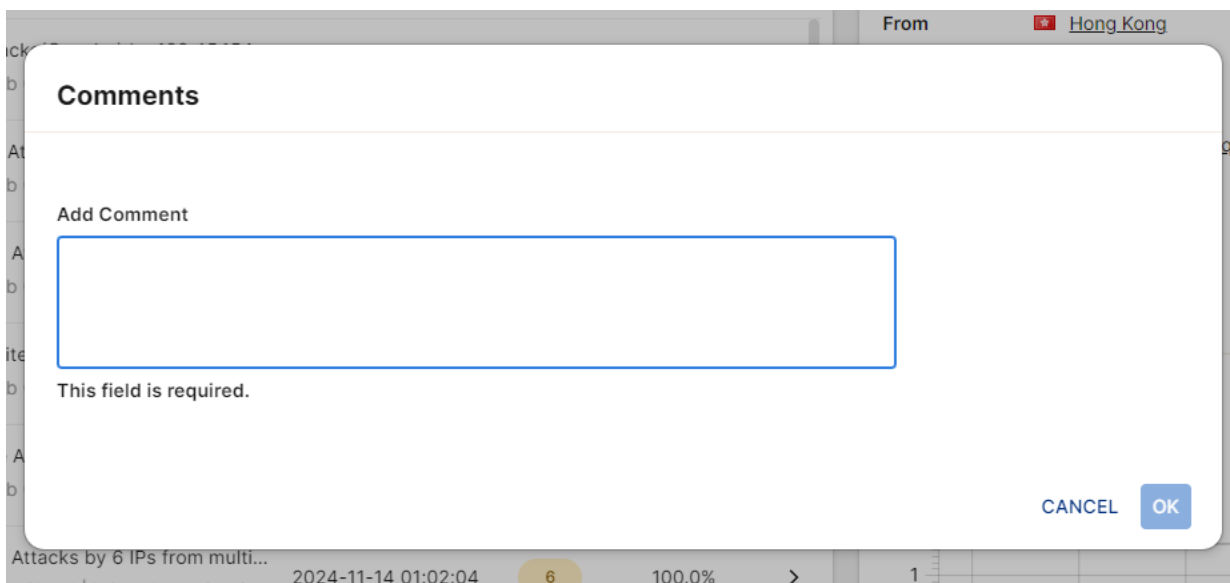 From Hong Kong
Comments
Add Comment
This field is required.
CANCEL OK
Attacks by 6 IPs from multi...
2024-11-14 01:02:04 6 100.0% >
1